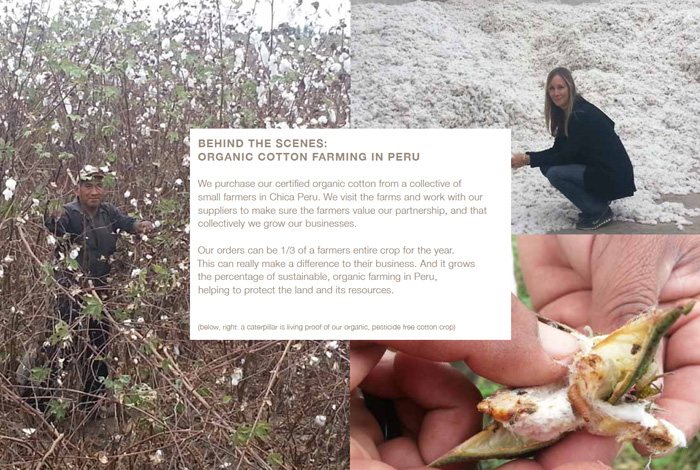 BEHIND THE SCENES:
ORGANIC COTTON FARMING IN PERU
We purchase our certified organic cotton from a collective of
small farmers in Chica Peru. We visit the farms and work with our
suppliers to make sure the farmers value our partnership, and that
collectively we grow our businesses.
Our orders can be 1/3 of a farmers entire crop for the year.
This can really make a difference to their business. And it grows
the percentage of sustainable, organic farming in Peru,
helping to protect the land and its resources.
(below, right: a caterpillar is living proof of our organic, pesticide free cotton crop)